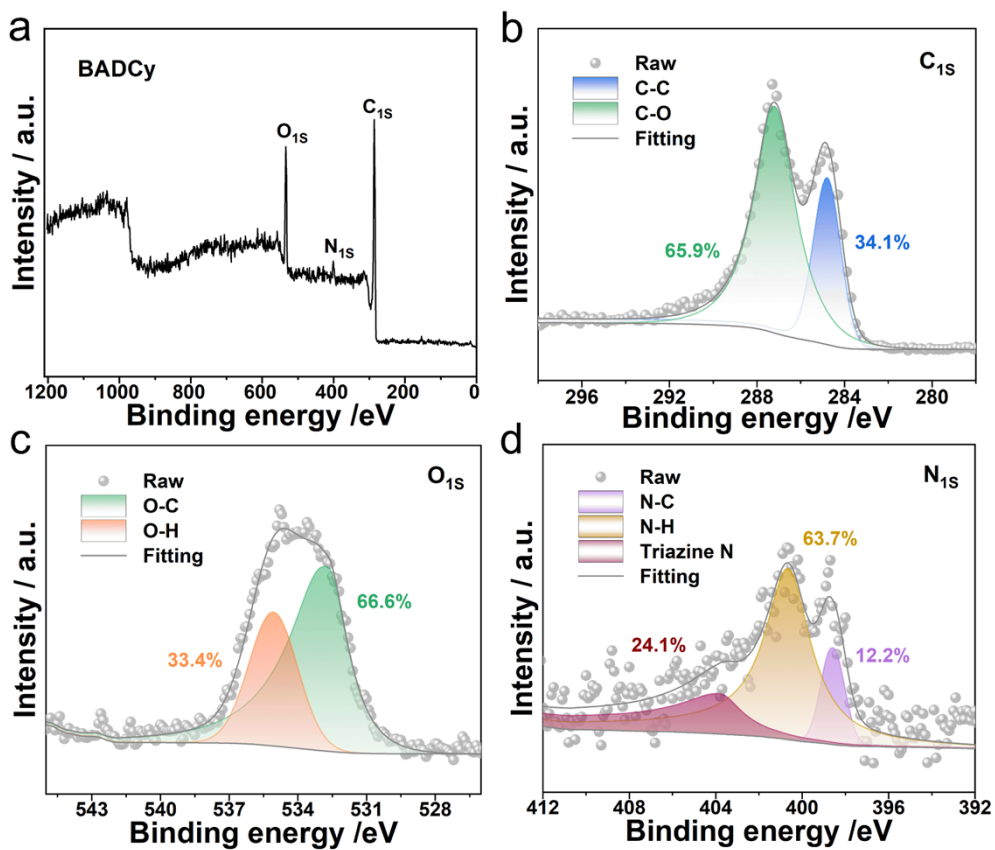 a
BADCy
O1S
C1S
N1S
Intensity / a.u.
1200 1000 800 600 400 200 0
Binding energy /eV
b
C1S
Raw
C-C
C-O
Fitting
65.9%
34.1%
Intensity / a.u.
296 292 288 284 280
Binding energy /eV
c
O1S
Raw
O-C
O-H
Fitting
66.6%
33.4%
Intensity / a.u.
543 540 537 534 531 528
Binding energy /eV
d
N1S
Raw
N-C
N-H
Triazine N
Fitting
63.7%
24.1%
12.2%
Intensity / a.u.
412 408 404 400 396 392
Binding energy /eV